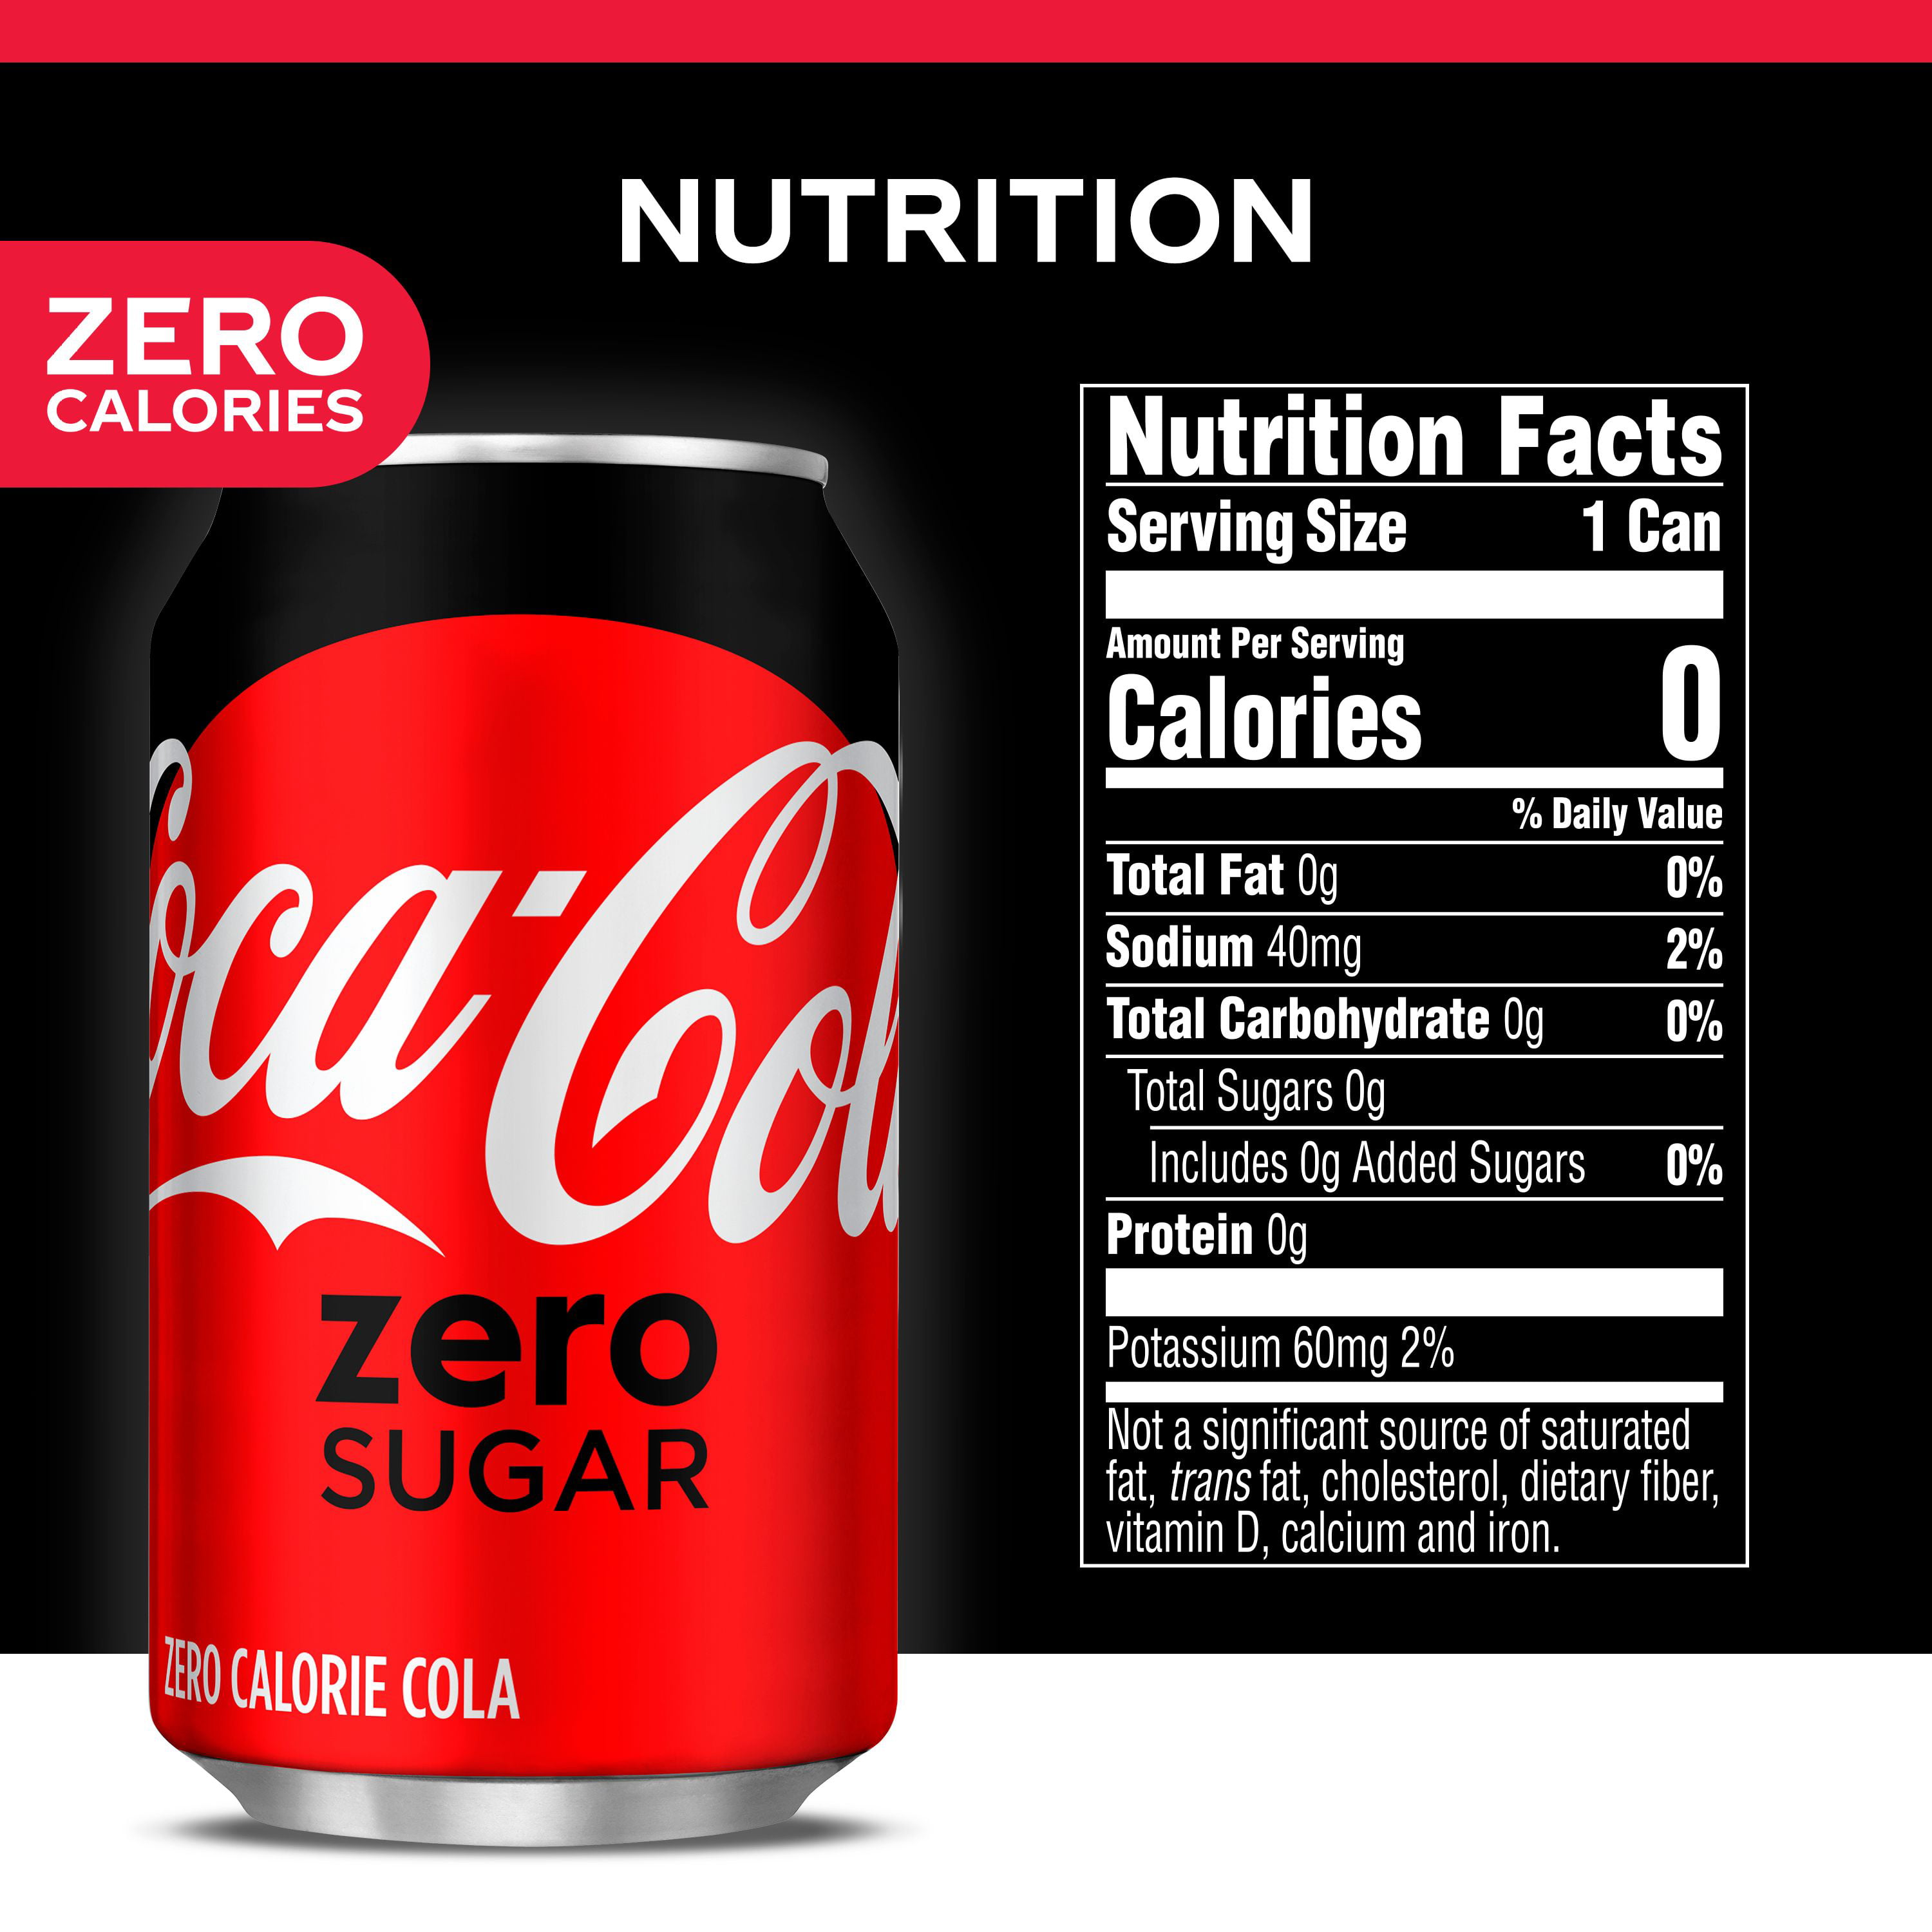 NUTRITION
ZERO
CALORIES
Coca-Cola
zero
SUGAR
ZERO CALORIE COLA
Nutrition Facts
Serving Size 1 Can
Amount Per Serving
Calories 0
% Daily Value
Total Fat 0g 0%
Sodium 40mg 2%
Total Carbohydrate 0g 0%
Total Sugars 0g
Includes 0g Added Sugars 0%
Protein 0g
Potassium 60mg 2%
Not a significant source of saturated
fat, trans fat, cholesterol, dietary fiber,
vitamin D, calcium and iron.